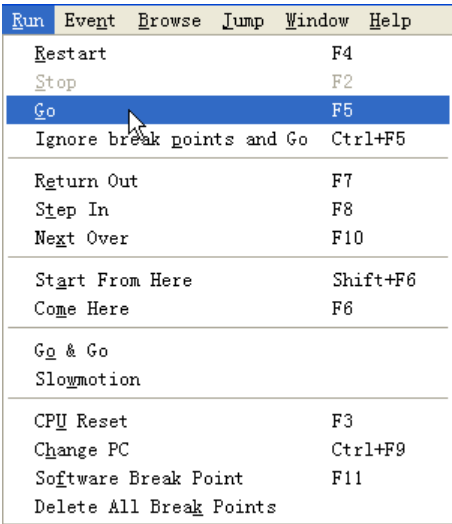 Run Event Browse Jump Window Help
Restart F4
Stop F2
Go F5
Ignore break points and Go Ctrl+F5
Return Out F7
Step In F8
Next Over F10
Start From Here Shift+F6
Come Here F6
Go & Go
Slowmotion
CPU Reset F3
Change PC Ctrl+F9
Software Break Point F11
Delete All Break Points